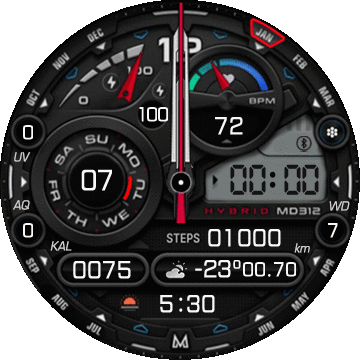 DEC
JAN
NOV
FEB
12
OCT
MAR
100
100
BPM
72
0
UV
SA SU MO TU WE TH FR
07
00:00
HYBRID MD312
AQ
WD
0
7
KAL
STEPS 01000
km
SEP
APR
0075
-23°00.70
AUG
MAY
5:30
JUL
JUN
M